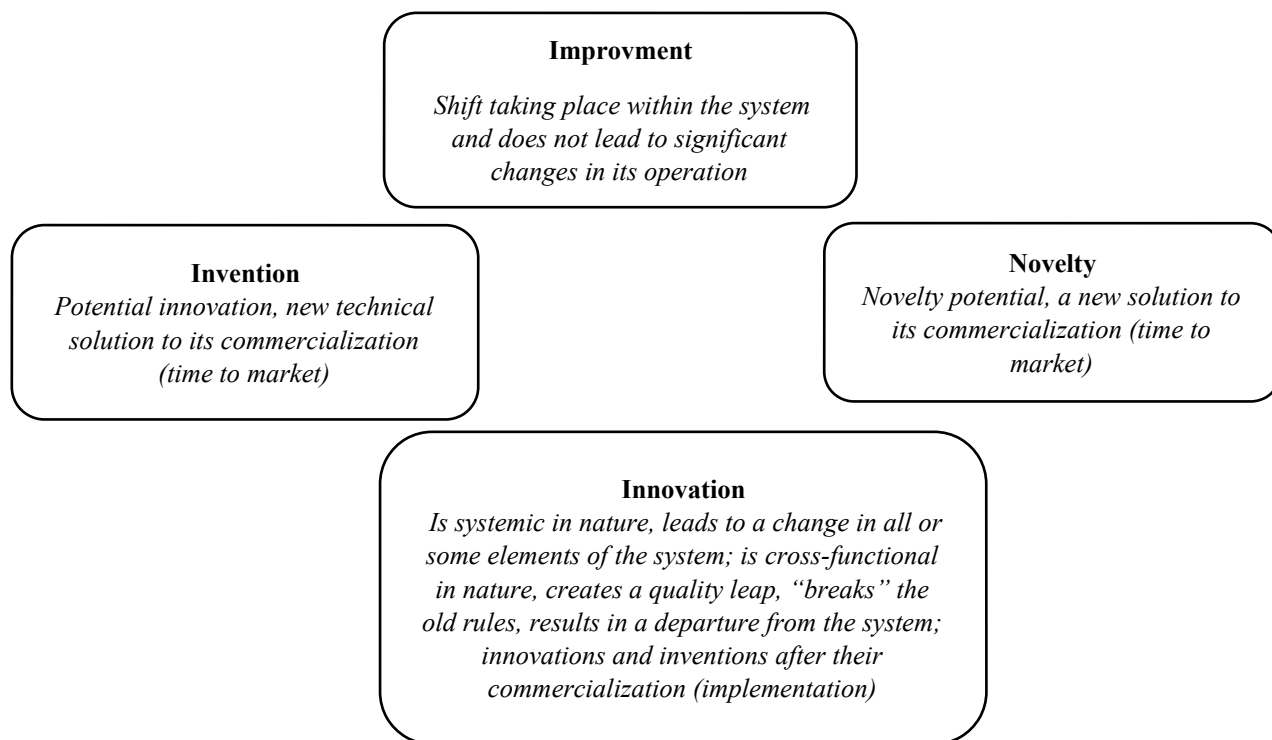 Improvment
Shift taking place within the system
and does not lead to significant
changes in its operation
Invention
Potential innovation, new technical
solution to its commercialization
(time to market)
Novelty
Novelty potential, a new solution to
its commercialization (time to
market)
Innovation
Is systemic in nature, leads to a change in all or
some elements of the system; is cross-functional
in nature, creates a quality leap, “breaks” the
old rules, results in a departure from the system;
innovations and inventions after their
commercialization (implementation)